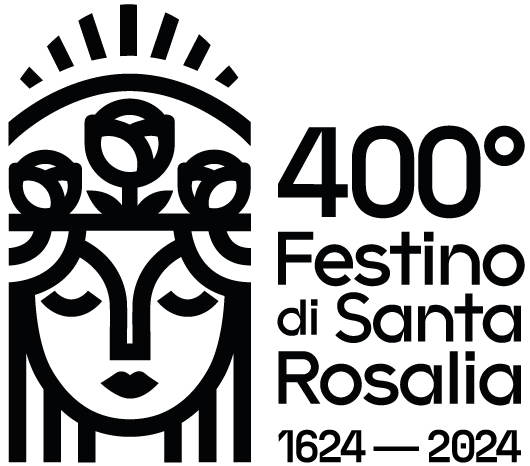 400°
Festino
di Santa
Rosalia
1624 — 2024